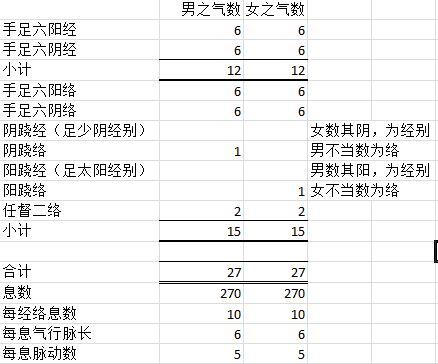 男之气数 女之气数
手足六阳经 6 6
手足六阴经 6 6
小计 12 12
手足六阳络 6 6
手足六阴络 6 6
阴跷经（足少阴经别） 女数其阴，为经别
阴跷络 1 男不当数为络
阳跷经（足太阳经别） 男数其阳，为经别
阳跷络 1 女不当数为络
任督二络 2 2
小计 15 15
合计 27 27
息数 270 270
每经络息数 10 10
每息气行脉长 6 6
每息脉动数 5 5